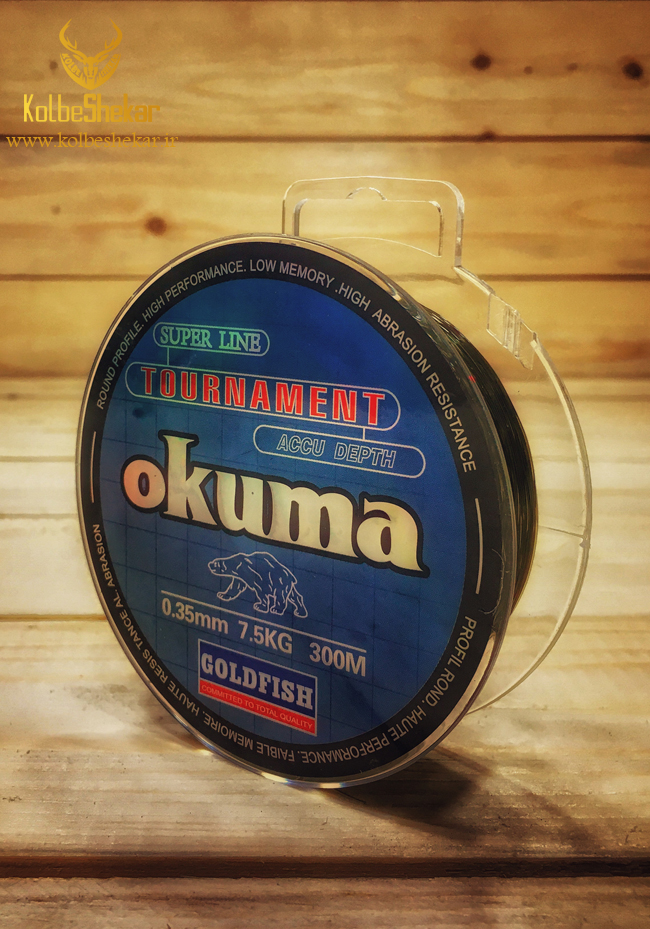 KolbeShekar
www.kolbeshekar.ir
ROUND PROFILE. HIGH PERFORMANCE. LOW MEMORY .HIGH ABRASION RESISTANCE
SUPER LINE
TOURNAMENT
ACCU DEPTH
okuma
0.35mm 7.5KG 300M
GOLDFISH
COMMITTED TO TOTAL QUALITY
PROFIL ROND. HAUTE PERFORMANCE. FAIBLE MEMOIRE. HAUTE RESIS TANCE AL. ABRASION